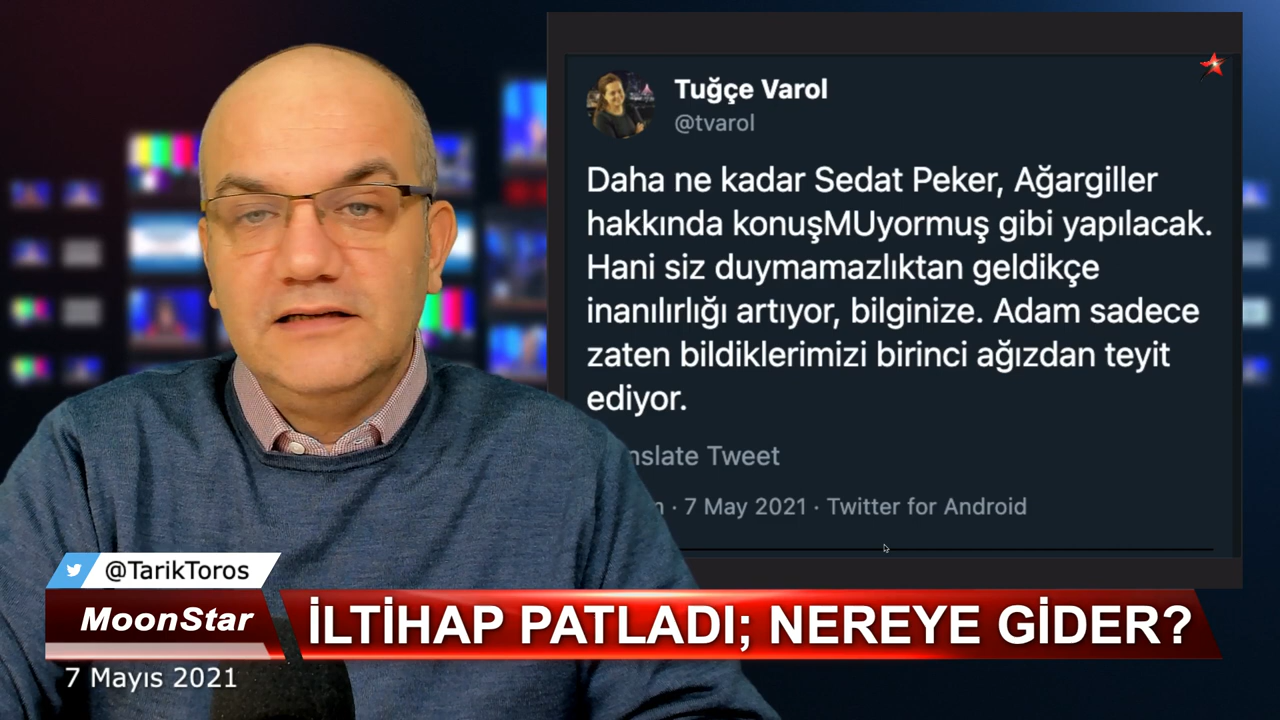 Tuğçe Varol
@tvarol
Daha ne kadar Sedat Peker, Ağargiller
hakkında konuşMUyormuş gibi yapılacak.
Hani siz duymamazlıktan geldikçe
inanılırlığı artıyor, bilginize. Adam sadece
zaten bildiklerimizi birinci ağızdan teyit
ediyor.
nslate Tweet
· 7 May 2021 · Twitter for Android
@TarikToros
MoonStar
İLTİHAP PATLADI; NEREYE GİDER?
7 Mayıs 2021